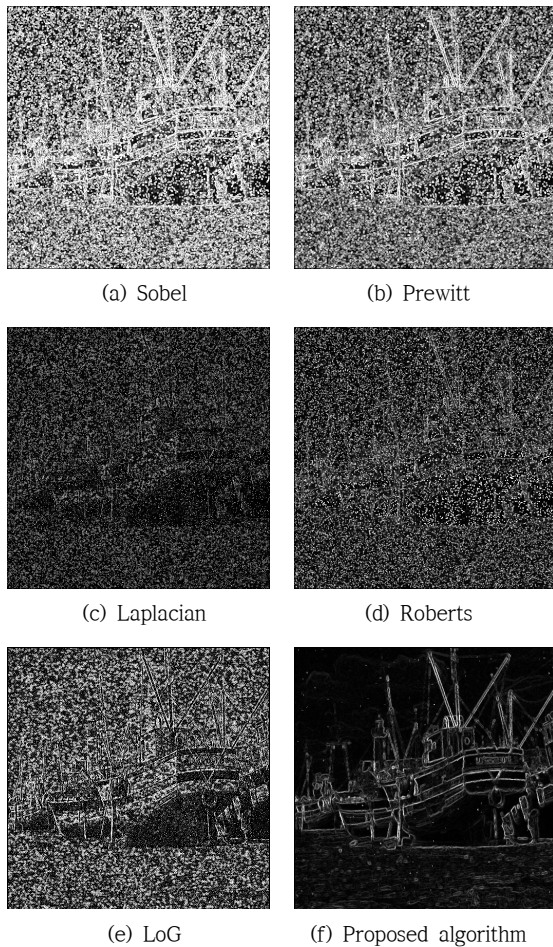 (a) Sobel
(b) Prewitt
(c) Laplacian
(d) Roberts
(e) LoG
(f) Proposed algorithm